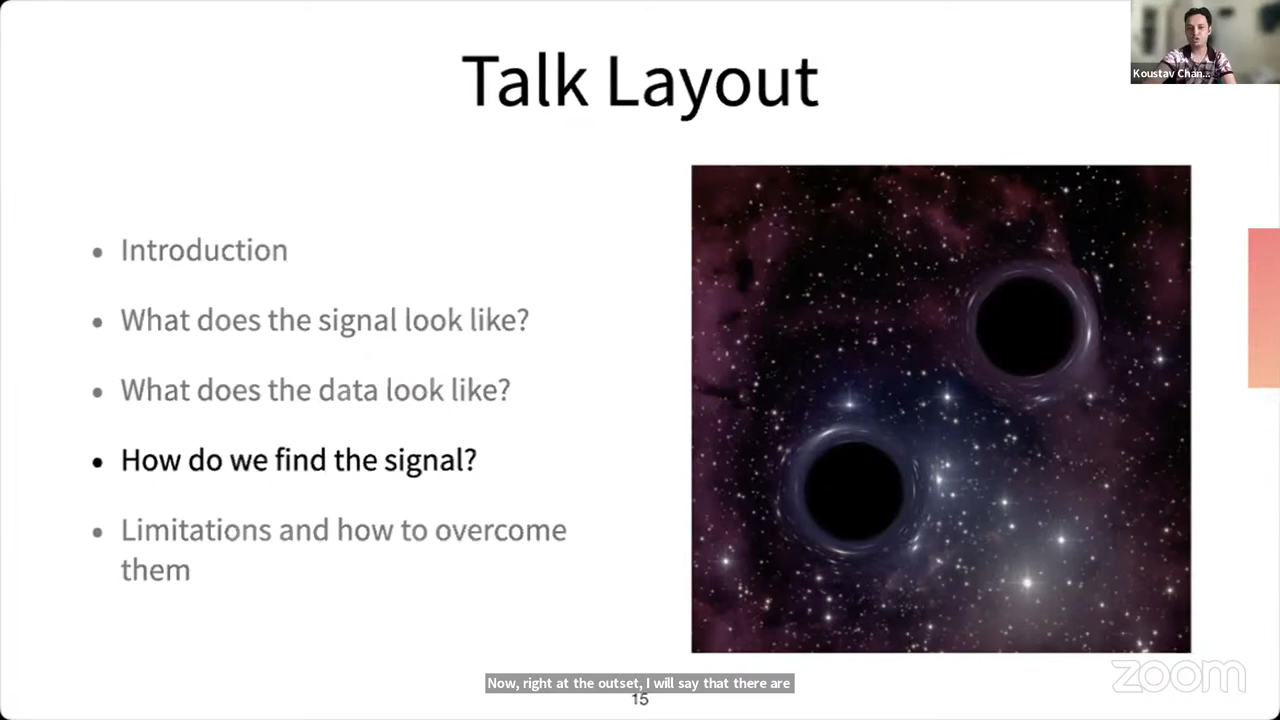 Talk Layout
Koustav Chan...
• Introduction
• What does the signal look like?
• What does the data look like?
• How do we find the signal?
• Limitations and how to overcome
them
Now, right at the outset, I will say that there are
15
zoom